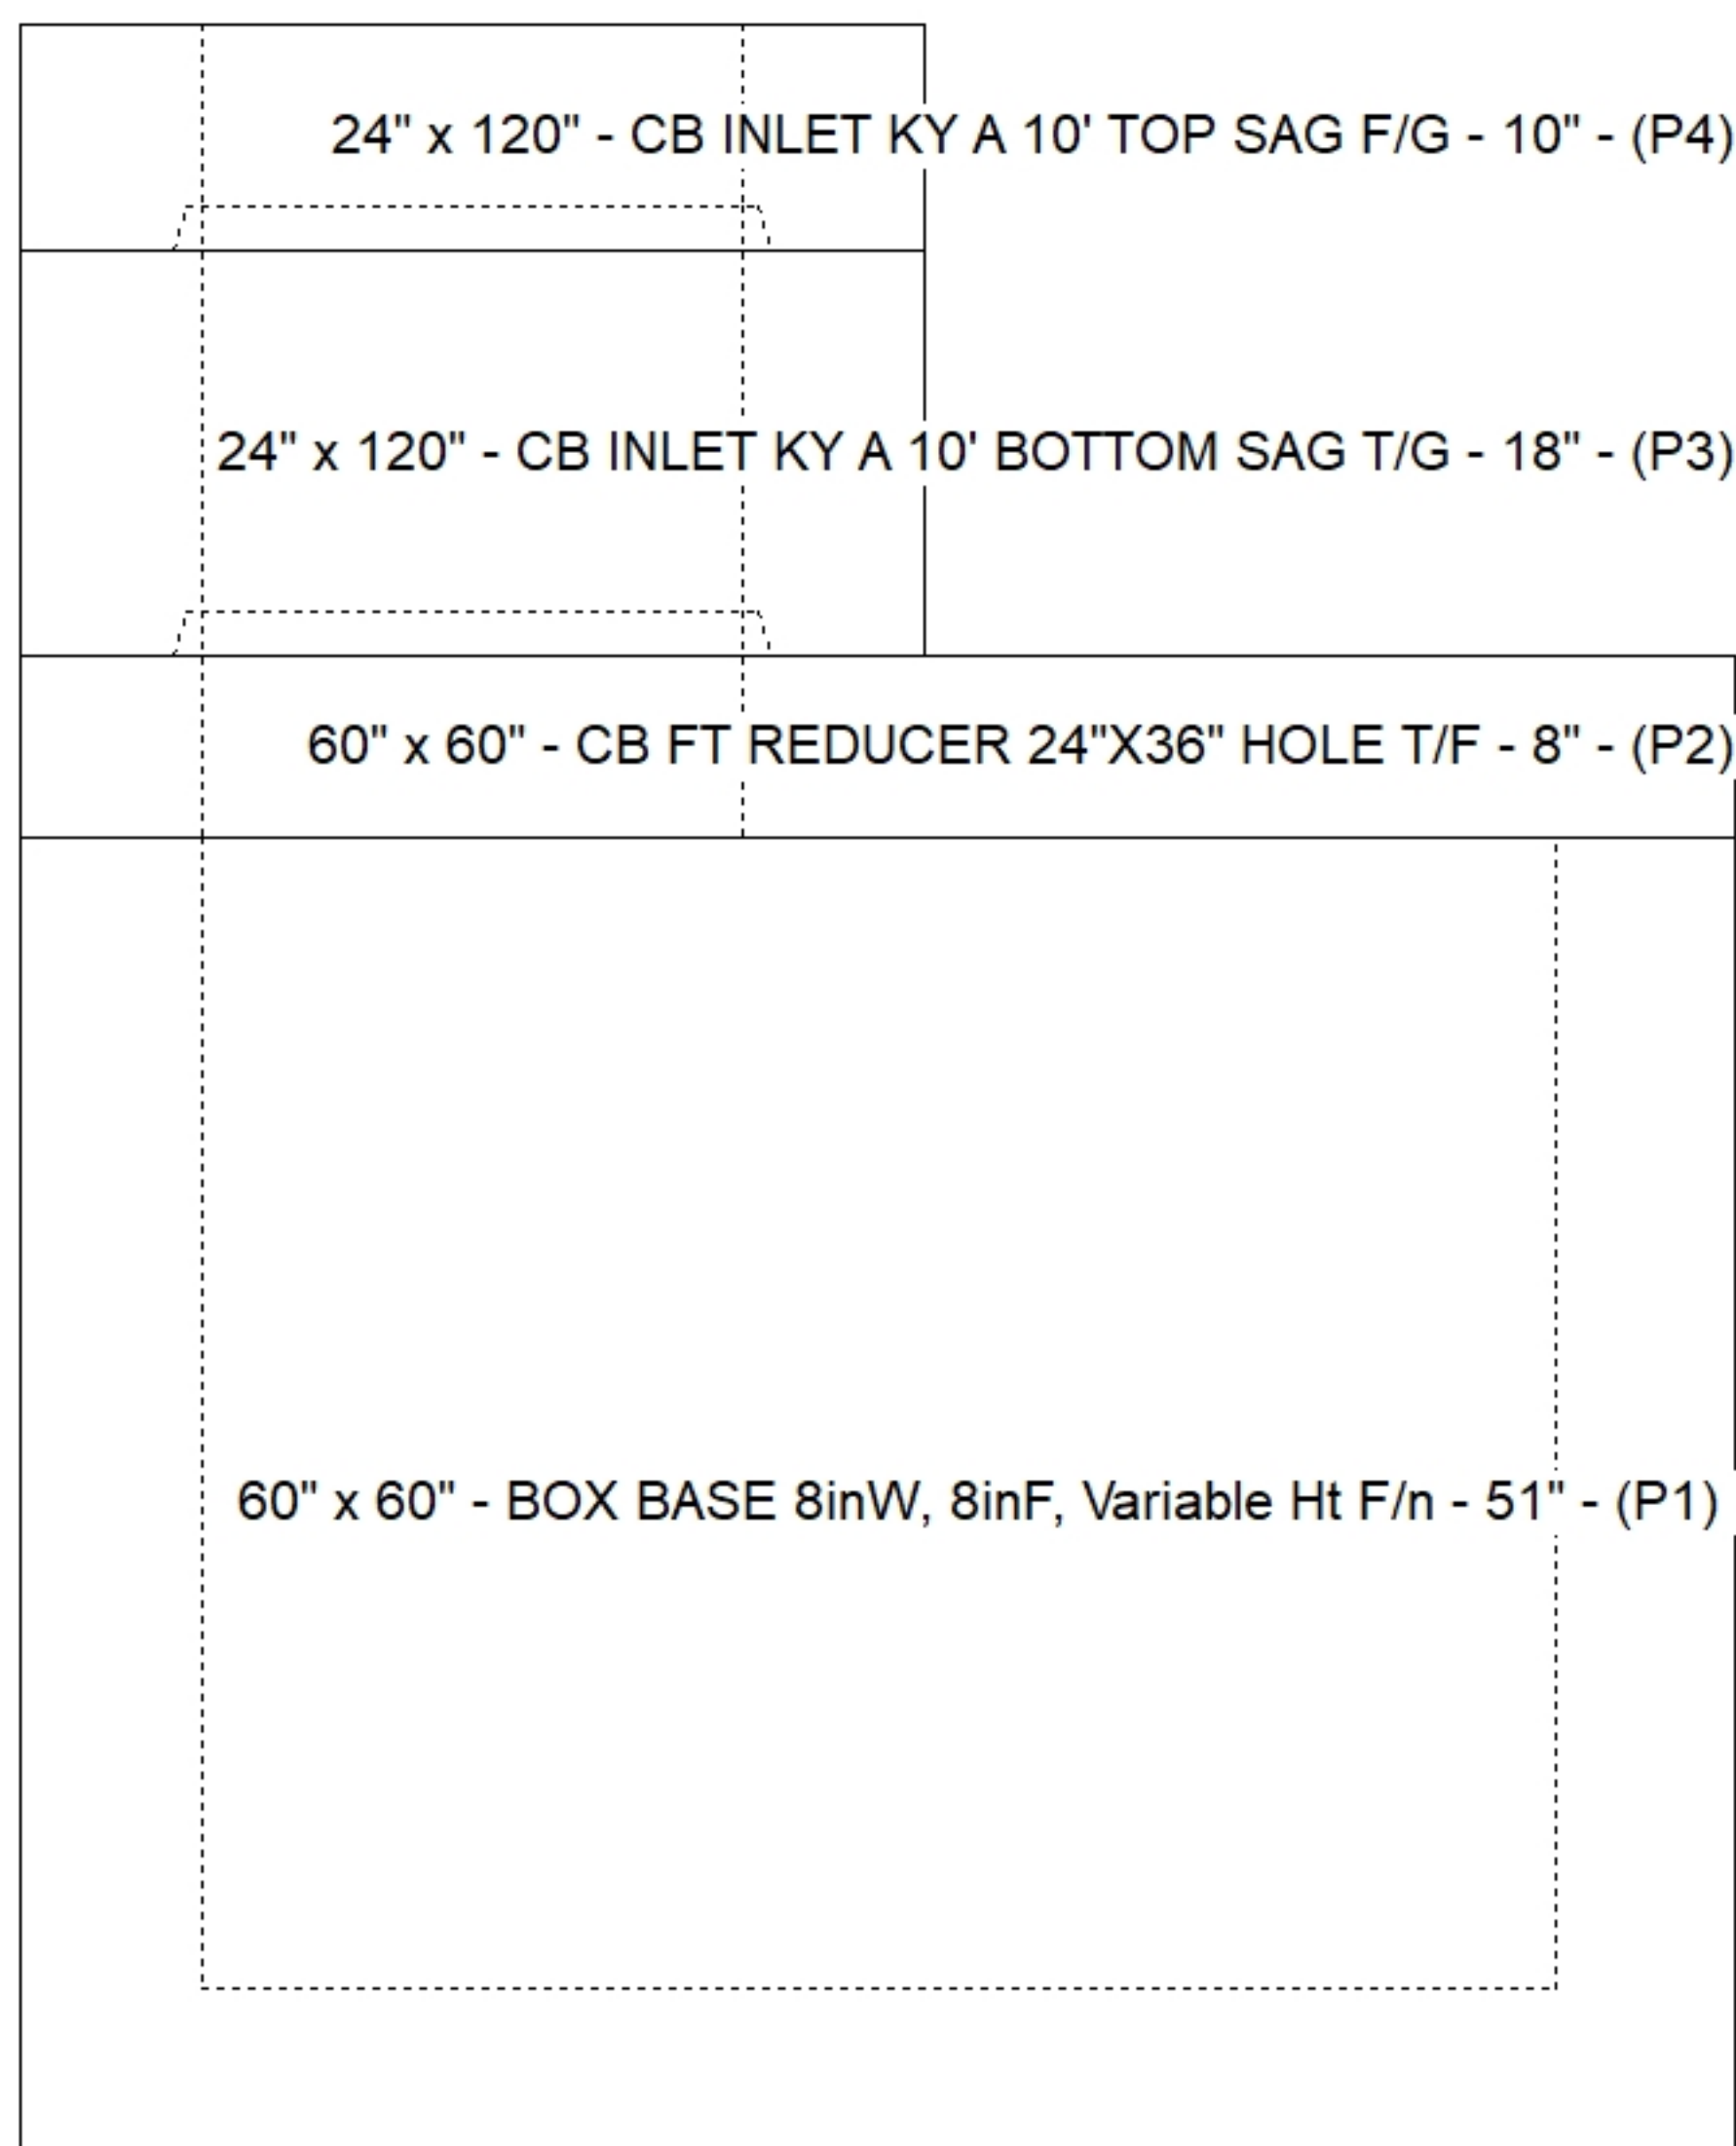 24" x 120" - CB INLET KY A 10' TOP SAG F/G - 10" - (P4)
24" x 120" - CB INLET KY A 10' BOTTOM SAG T/G - 18" - (P3)
60" x 60" - CB FT REDUCER 24"X36" HOLE T/F - 8" - (P2)
60" x 60" - BOX BASE 8inW, 8inF, Variable Ht F/n - 51" - (P1)